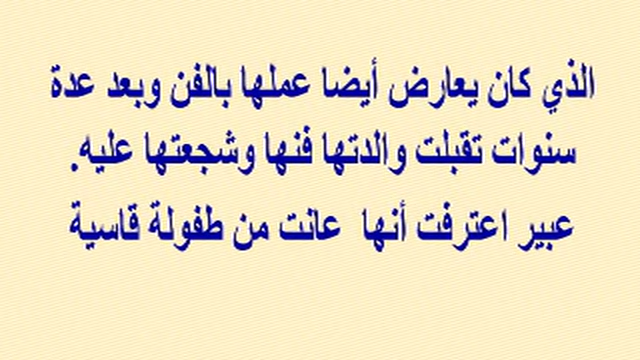 الذي كان يعارض أيضا عملها بالفن وبعد عدة
سنوات تقبلت والدتها فنها وشجعتها عليه.
عبير اعترفت أنها عانت من طفولة قاسية